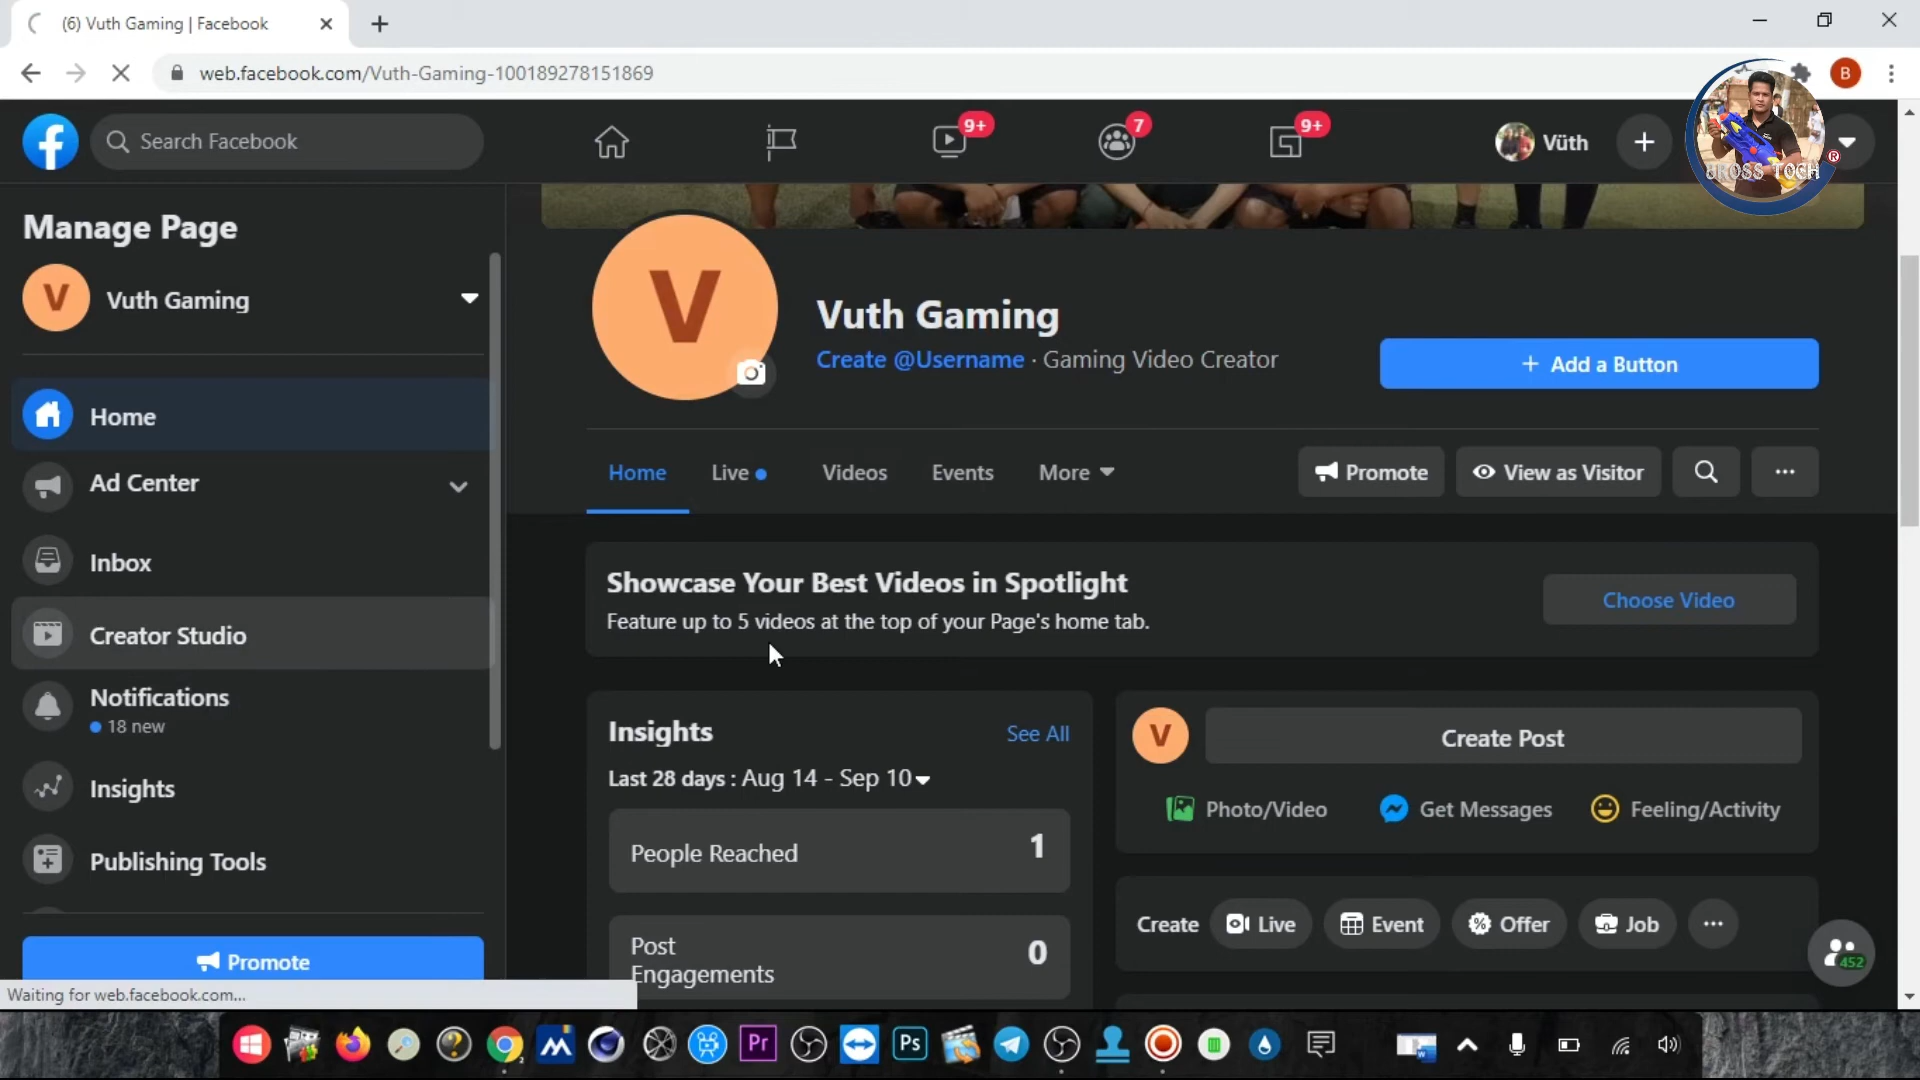 (6) Vuth Gaming | Facebook
web.facebook.com/Vuth-Gaming-100189278151869
B
Search Facebook
9+
7
9+
Vüth
UROSS TOCH
®
Manage Page
V
Vuth Gaming
Home
Ad Center
Inbox
Creator Studio
Notifications
18 new
Insights
Publishing Tools
Promote
Waiting for web.facebook.com...
V
Vuth Gaming
Create @Username · Gaming Video Creator
+ Add a Button
Home
Live
Videos
Events
More
Promote
View as Visitor
Showcase Your Best Videos in Spotlight
Feature up to 5 videos at the top of your Page's home tab.
Choose Video
Insights
See All
Last 28 days : Aug 14 - Sep 10
People Reached
1
Post
Engagements
0
V
Create Post
Photo/Video
Get Messages
Feeling/Activity
Create
Live
Event
Offer
Job
452
Pr
Ps